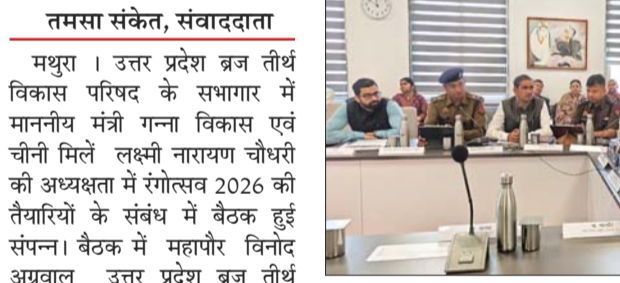 तमसा संकेत, संवाददाता
मथुरा । उत्तर प्रदेश ब्रज तीर्थ
विकास परिषद के सभागार में
माननीय मंत्री गन्ना विकास एवं
चीनी मिलें लक्ष्मी नारायण चौधरी
की अध्यक्षता में रंगोत्सव 2026 की
तैयारियों के संबंध में बैठक हुई
संपन्न। बैठक में महापौर विनोद
अग्रवाल उत्तर प्रदेश ब्रज तीर्थ